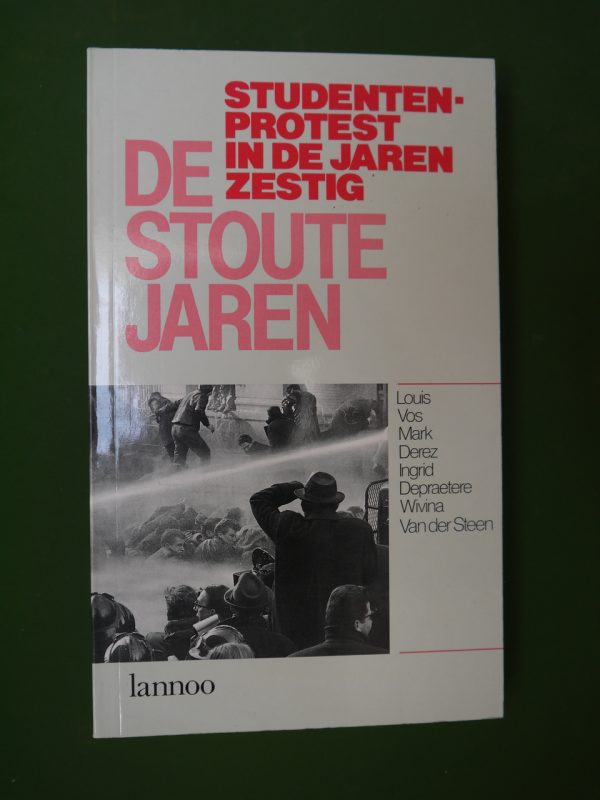 STUDENTEN-
PROTEST
IN DE JAREN
ZESTIG
DE
STOUTE
JAREN
Louis
Vos
Mark
Derez
Ingrid
Depraetere
Wivina
Van der Steen
lannoo